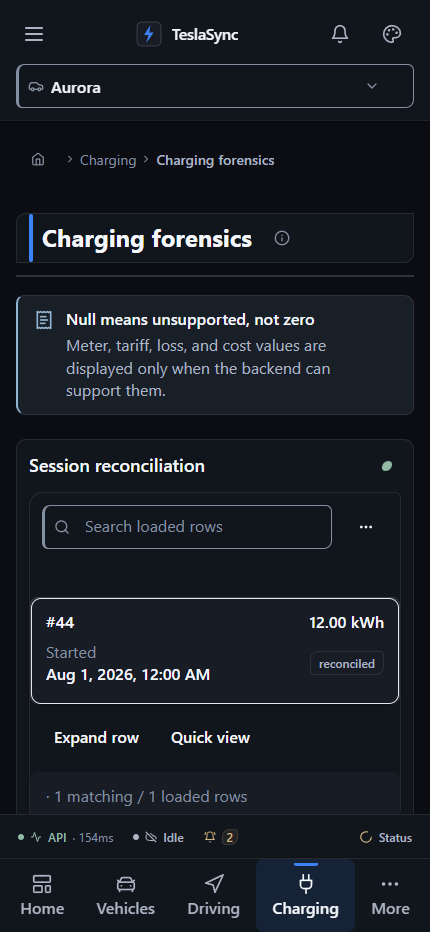 TeslaSync
Aurora
Charging
Charging forensics
Charging forensics
Null means unsupported, not zero
Meter, tariff, loss, and cost values are
displayed only when the backend can
support them.
Session reconciliation
Search loaded rows
#44
12.00 kWh
Started
Aug 1, 2026, 12:00 AM
reconciled
Expand row
Quick view
· 1 matching / 1 loaded rows
API · 154ms
Idle
2
Status
Home
Vehicles
Driving
Charging
More